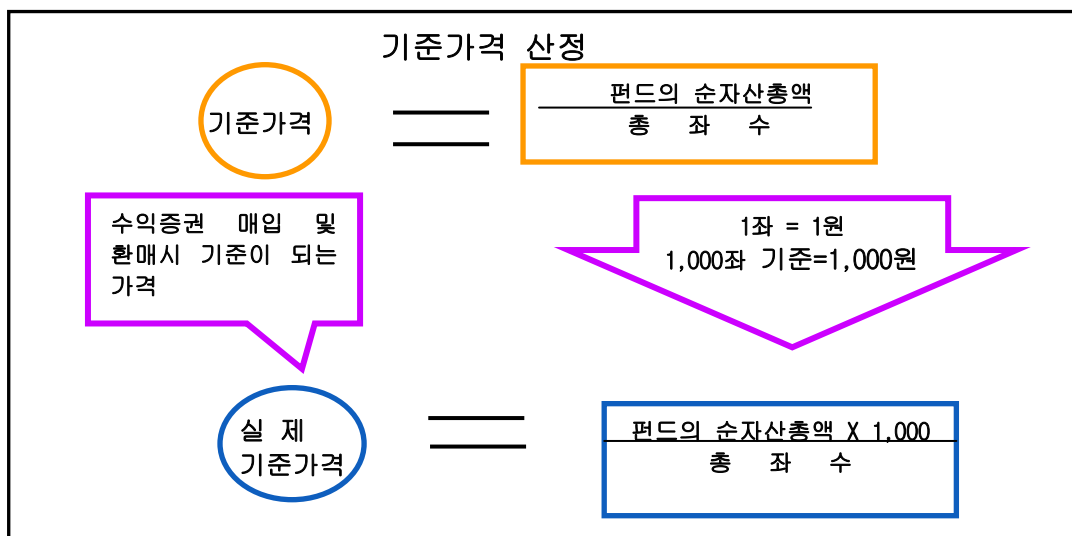 기준가격 산정
기준가격
펀드의 순자산총액
총 좌 수
수익증권 매입 및
환매시 기준이 되는
가격
1좌 = 1원
1,000좌 기준=1,000원
실 제
기준가격
펀드의 순자산총액 X 1,000
총 좌 수